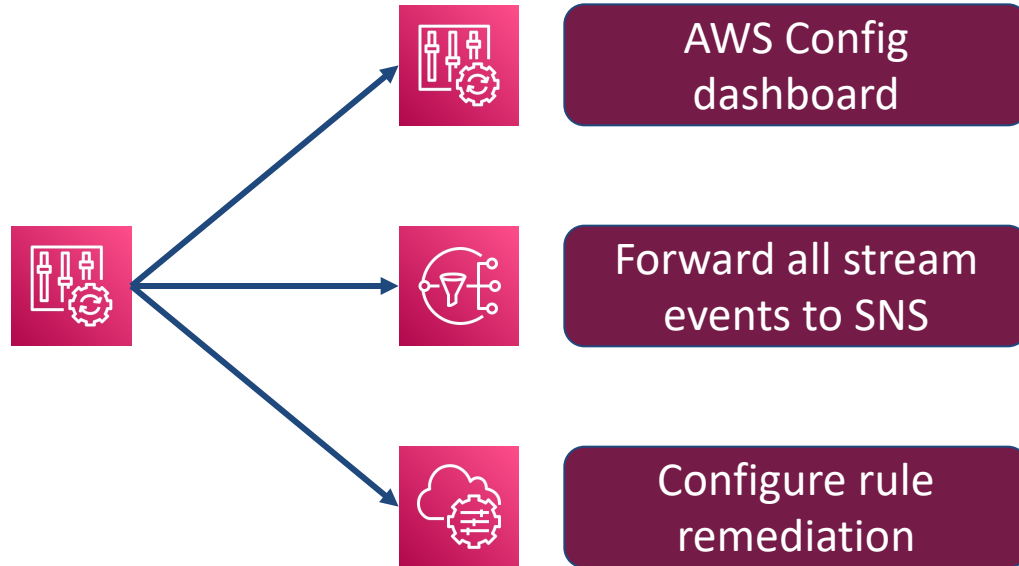 AWS Config
dashboard
Forward all stream
events to SNS
Configure rule
remediation